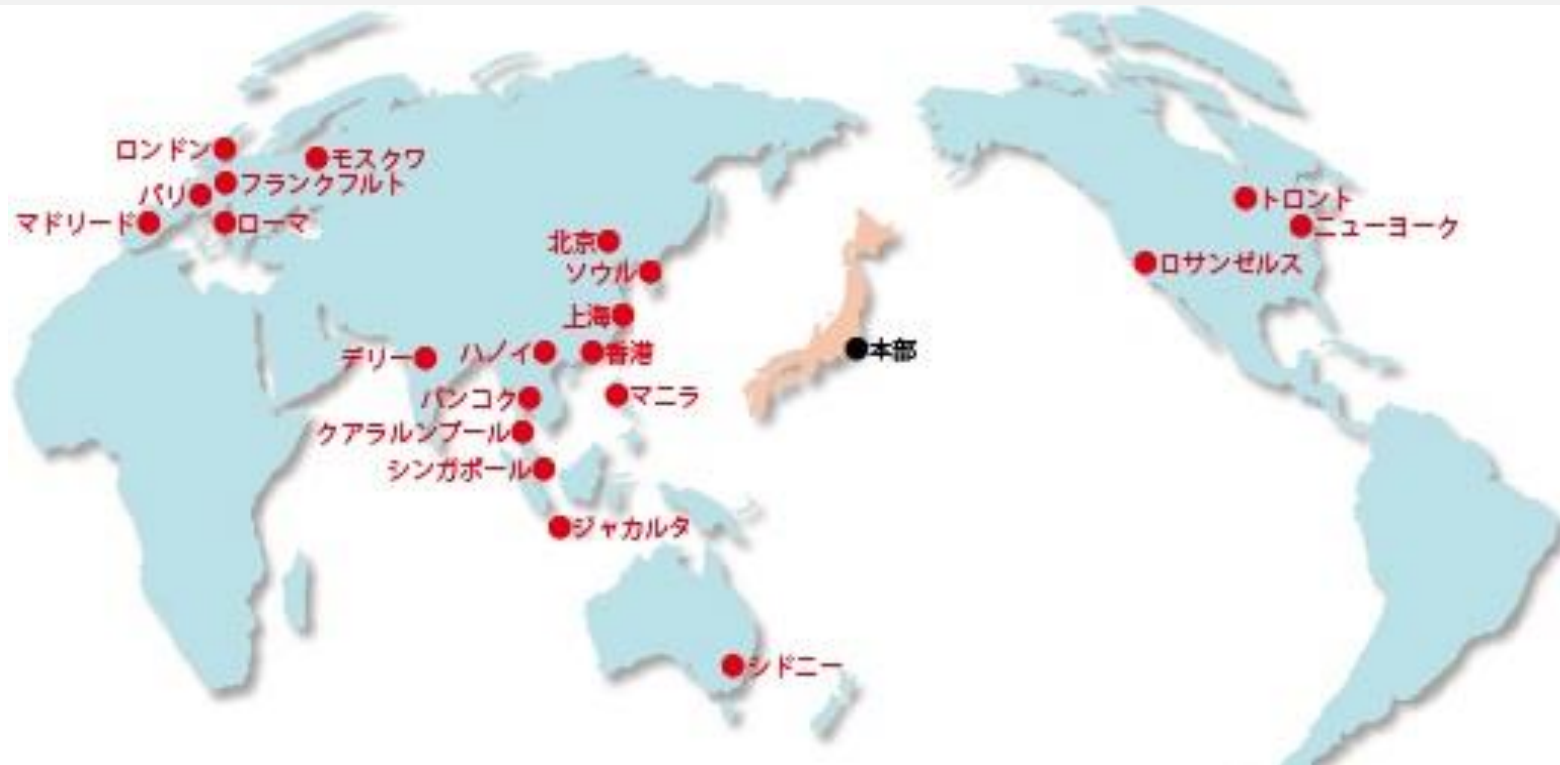 ロンドン
モスクワ
フランクフルト
パリ
マドリード
ローマ
北京
ソウル
上海
デリー
ハノイ
香港
バンコク
マニラ
クアラルンプール
シンガポール
ジャカルタ
シドニー
本部
トロント
ニューヨーク
ロサンゼルス